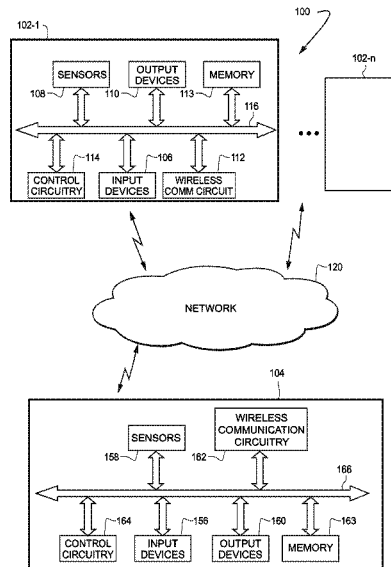 100
102-1
102-n
SENSORS
OUTPUT
DEVICES
MEMORY
108
110
113
116
114
106
112
CONTROL
CIRCUITRY
INPUT
DEVICES
WIRELESS
COMM CIRCUIT
120
NETWORK
104
SENSORS
WIRELESS
COMMUNICATION
CIRCUITRY
158
162
166
164
156
160
163
CONTROL
CIRCUITRY
INPUT
DEVICES
OUTPUT
DEVICES
MEMORY